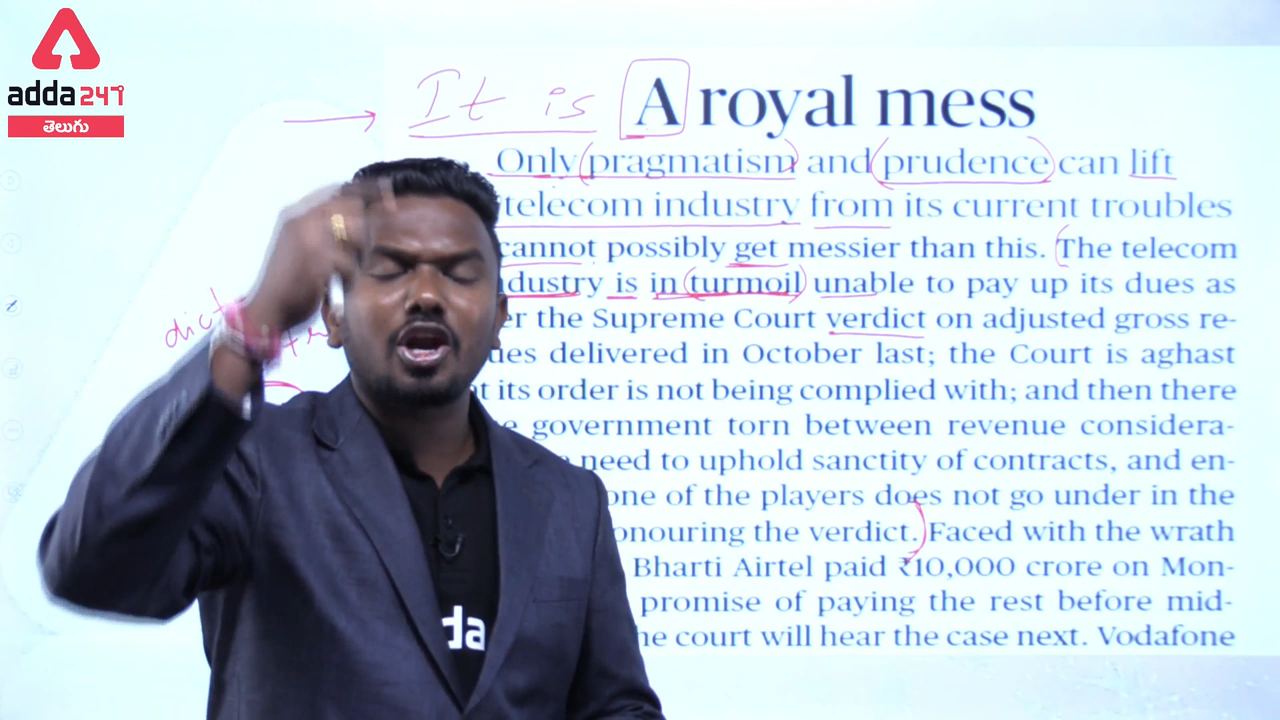 adda247
తెలుగు
It is A royal mess
Only pragmatism and prudence can lift
telecom industry from its current troubles
cannot possibly get messier than this. The telecom
industry is in turmoil unable to pay up its dues as
the Supreme Court verdict on adjusted gross re-
delivered in October last; the Court is aghast
its order is not being complied with; and then there
government torn between revenue considera-
need to uphold sanctity of contracts, and en-
one of the players does not go under in the
onouring the verdict. Faced with the wrath
Bharti Airtel paid ₹10,000 crore on Mon-
promise of paying the rest before mid-
he court will hear the case next. Vodafone
da